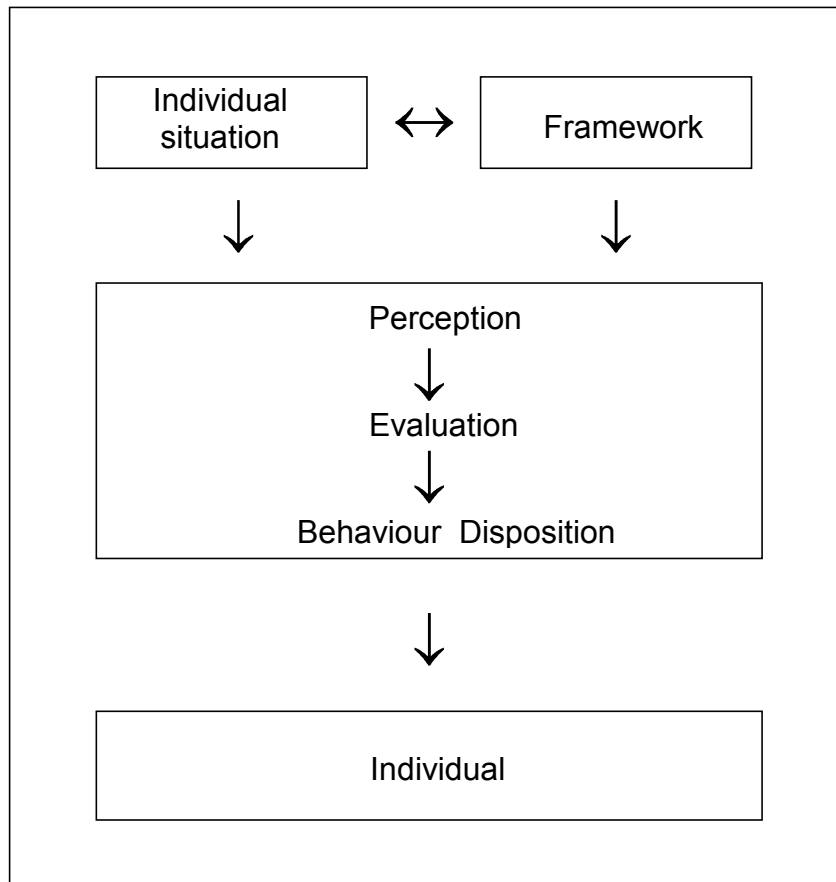 Individual
situation
Framework
Perception
Evaluation
Behaviour Disposition
Individual